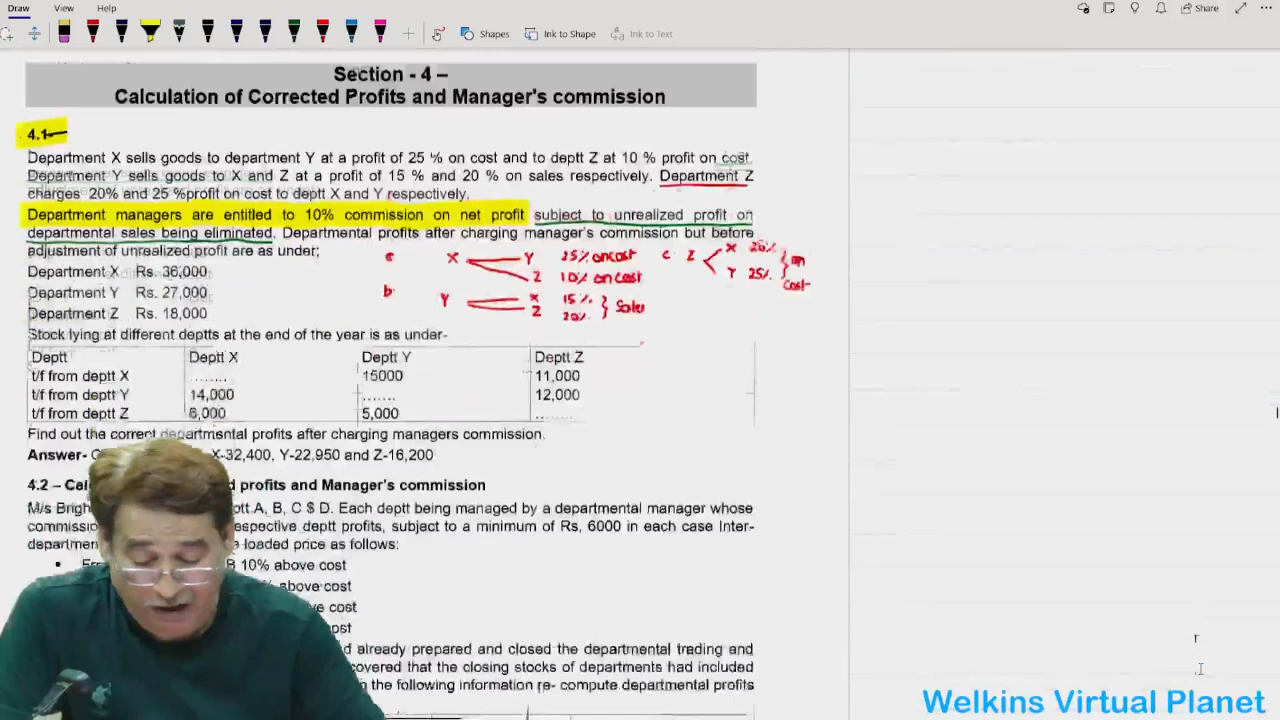 Draw View Help
Shapes Ink to Shape Ink to Text Share
Section - 4 –
Calculation of Corrected Profits and Manager's commission
4.1
Department X sells goods to department Y at a profit of 25 % on cost and to deptt Z at 10 % profit on cost.
Department Y sells goods to X and Z at a profit of 15 % and 20 % on sales respectively. Department Z
charges 20% and 25 %profit on cost to deptt X and Y respectively.
Department managers are entitled to 10% commission on net profit subject to unrealized profit on
departmental sales being eliminated. Departmental profits after charging manager's commission but before
adjustment of unrealized profit are as under;
a X Y 25% on cost
Z 10% on cost
b Y X 15% } Sales
Z 20%
c Z X 20% } on
Y 25% cost
Department X Rs. 36,000
Department Y Rs. 27,000
Department Z Rs. 18,000
Stock lying at different deptts at the end of the year is as under-
Deptt Deptt X Deptt Y Deptt Z
t/f from deptt X ........ 15000 11,000
t/f from deptt Y 14,000 ....... 12,000
t/f from deptt Z 6,000 5,000 ........
Find out the correct departmental profits after charging managers commission.
Answer- X-32,400, Y-22,950 and Z-16,200
4.2 – d profits and Manager's commission
M/s Brigh A, B, C $ D. Each deptt being managed by a departmental manager whose
commission respective deptt profits, subject to a minimum of Rs, 6000 in each case Inter-
departmen loaded price as follows:
B 10% above cost
above cost
cost
already prepared and closed the departmental trading and
that the closing stocks of departments had included
the following information re- compute departmental profits
r
Welkins Virtual Planet